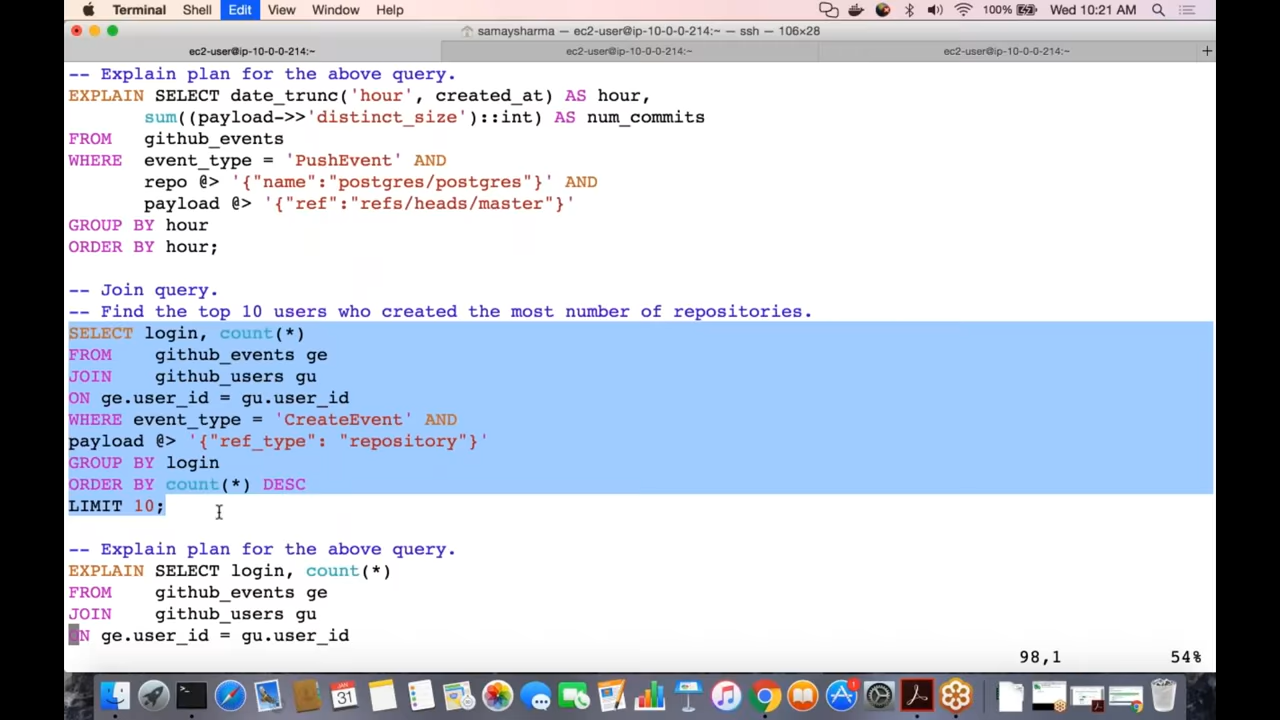 Terminal Shell Edit View Window Help 100% Wed 10:21 AM
samaysharma — ec2-user@ip-10-0-0-214:~ — ssh — 106×28
ec2-user@ip-10-0-0-214:~ ec2-user@ip-10-0-0-214:~ ec2-user@ip-10-0-0-214:~ +
-- Explain plan for the above query.
EXPLAIN SELECT date_trunc('hour', created_at) AS hour,
sum((payload->>'distinct_size')::int) AS num_commits
FROM github_events
WHERE event_type = 'PushEvent' AND
repo @> '{"name":"postgres/postgres"}' AND
payload @> '{"ref":"refs/heads/master"}'
GROUP BY hour
ORDER BY hour;
-- Join query.
-- Find the top 10 users who created the most number of repositories.
SELECT login, count(*)
FROM github_events ge
JOIN github_users gu
ON ge.user_id = gu.user_id
WHERE event_type = 'CreateEvent' AND
payload @> '{"ref_type": "repository"}'
GROUP BY login
ORDER BY count(*) DESC
LIMIT 10;
-- Explain plan for the above query.
EXPLAIN SELECT login, count(*)
FROM github_events ge
JOIN github_users gu
ON ge.user_id = gu.user_id
98,1 54%
31